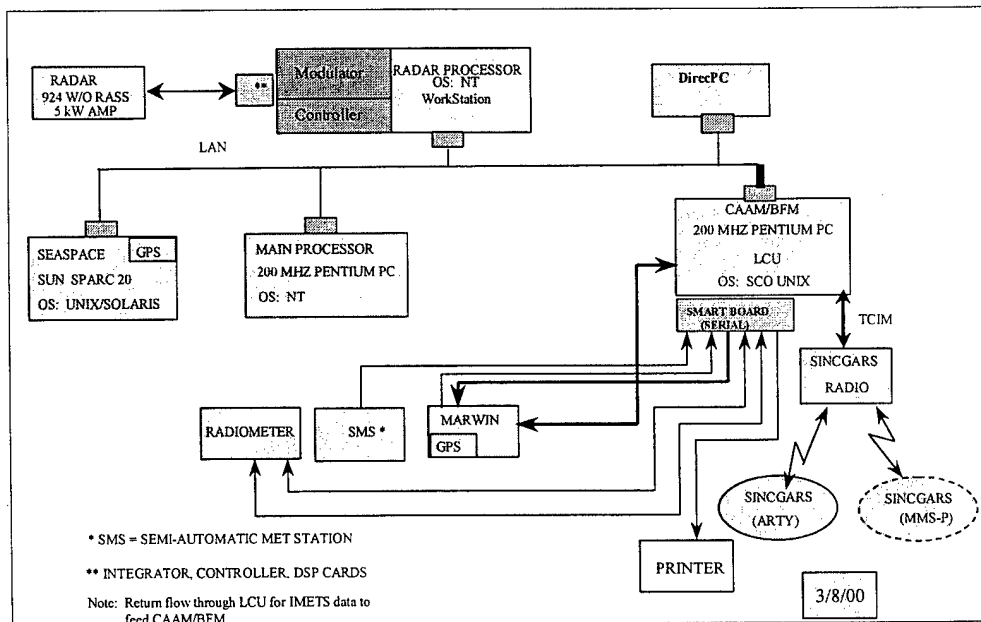 RADAR
924 W/O RASS
5 kW AMP
**
Modulator
Controller
RADAR PROCESSOR
OS: NT
WorkStation
DirecPC
LAN
SEASPACE
GPS
SUN SPARC 20
OS: UNIX/SOLARIS
MAIN PROCESSOR
200 MHZ PENTIUM PC
OS: NT
CAAM/BFM
200 MHZ PENTIUM PC
LCU
OS: SCO UNIX
SMART BOARD
(SERIAL)
TCIM
SINCGARS
RADIO
RADIOMETER
SMS *
MARWIN
GPS
SINCGARS
(ARTY)
SINCGARS
(MMS-P)
PRINTER
* SMS = SEMI-AUTOMATIC MET STATION
** INTEGRATOR, CONTROLLER, DSP CARDS
Note: Return flow through LCU for IMETS data to
feed CAAM/BFM
3/8/00